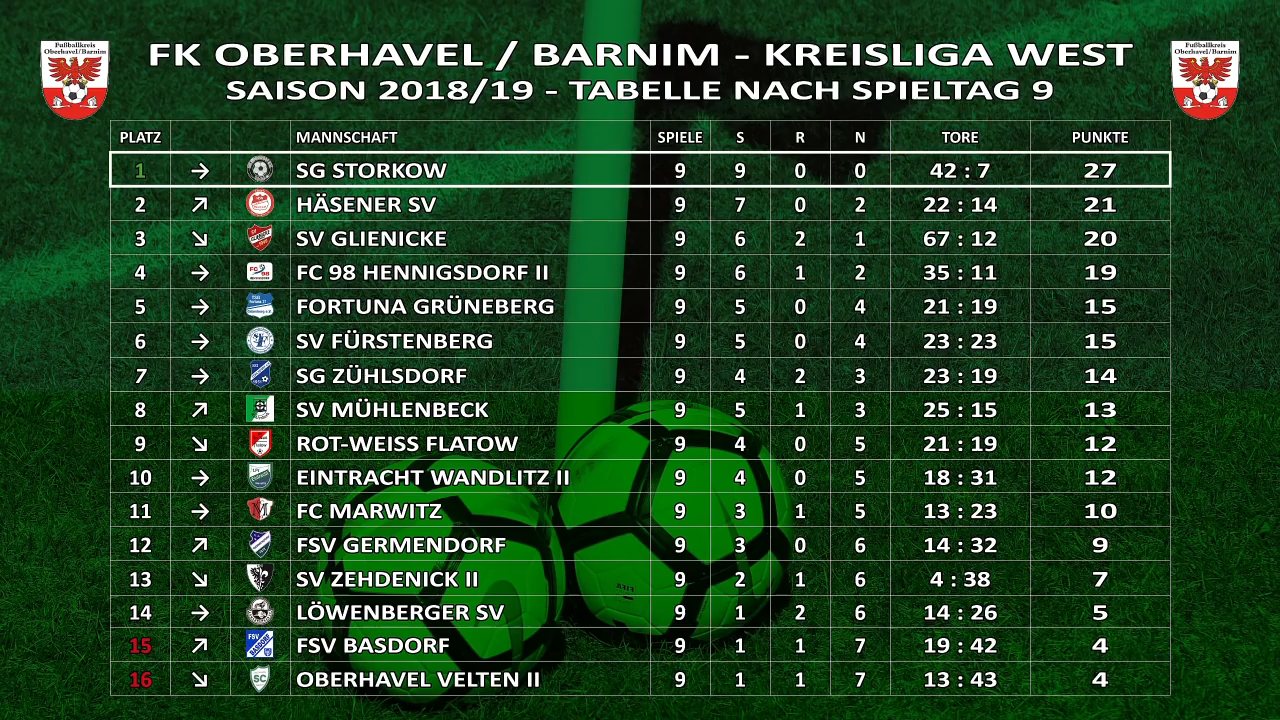 FK OBERHAVEL/ BARNIM - KREISLIGA WEST
SAISON 2018/19 - TABELLE NACH SPIELTAG 9
Fußballkreis
Oberhavel/Barnim
Fußballkreis
Oberhavel/Barnim
PLATZ MANNSCHAFT SPIELE S R N TORE PUNKTE
1 → SG STORKOW 9 9 0 0 42 : 7 27
2 ↗ HÄSENER SV 9 7 0 2 22 : 14 21
3 ↘ SV GLIENICKE 9 6 2 1 67 : 12 20
4 → FC 98 HENNIGSDORF II 9 6 1 2 35 : 11 19
5 → FORTUNA GRÜNEBERG 9 5 0 4 21 : 19 15
6 → SV FÜRSTENBERG 9 5 0 4 23 : 23 15
7 → SG ZÜHLSDORF 9 4 2 3 23 : 19 14
8 ↗ SV MÜHLENBECK 9 5 1 3 25 : 15 13
9 ↘ ROT-WEISS FLATOW 9 4 0 5 21 : 19 12
10 → EINTRACHT WANDLITZ II 9 4 0 5 18 : 31 12
11 → FC MARWITZ 9 3 1 5 13 : 23 10
12 ↗ FSV GERMENDORF 9 3 0 6 14 : 32 9
13 ↘ SV ZEHDENICK II 9 2 1 6 4 : 38 7
14 → LÖWENBERGER SV 9 1 2 6 14 : 26 5
15 ↗ FSV BASDORF 9 1 1 7 19 : 42 4
16 ↘ OBERHAVEL VELTEN II 9 1 1 7 13 : 43 4